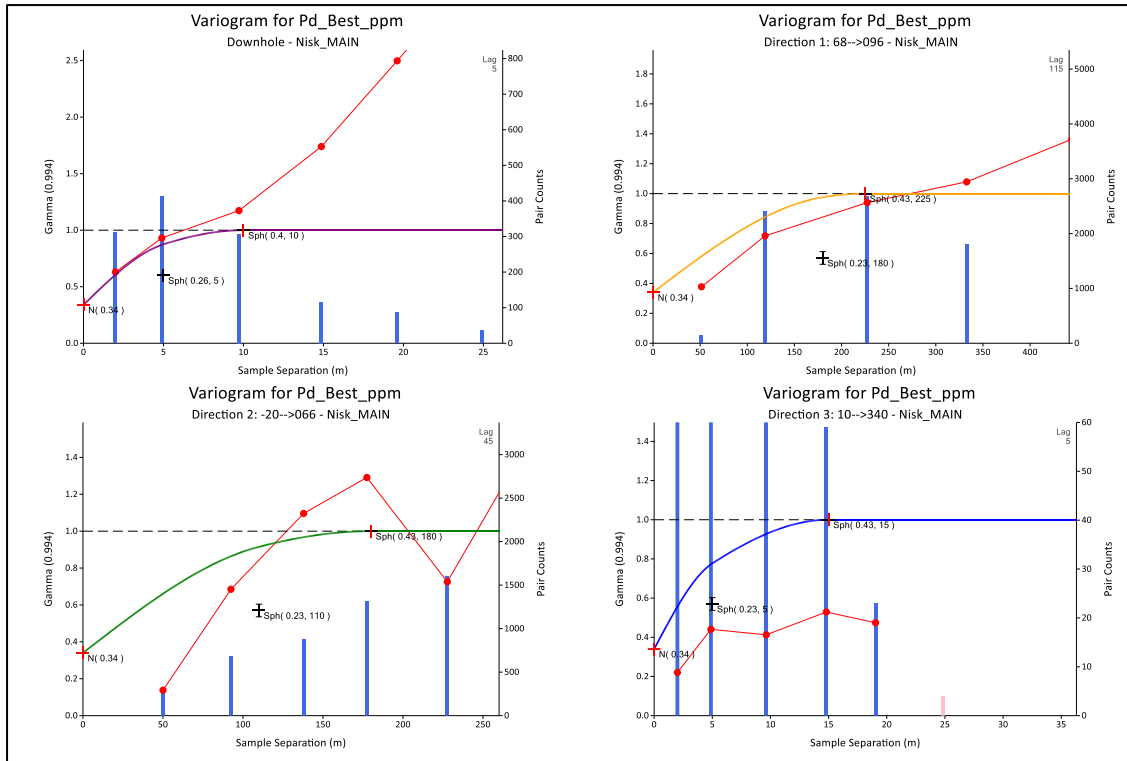 Variogram for Pd_Best_ppm
Downhole - Nisk_MAIN
Lag
5
2.5
2.0
1.5
1.0
0.5
0.0
Gamma (0.994)
800
700
600
500
400
300
200
100
0
Pair Counts
N( 0.34 )
Sph( 0.26, 5 )
Sph( 0.4, 10 )
0 5 10 15 20 25
Sample Separation (m)
Variogram for Pd_Best_ppm
Direction 1: 68-->096 - Nisk_MAIN
Lag
115
1.8
1.6
1.4
1.2
1.0
0.8
0.6
0.4
0.2
0.0
Gamma (0.994)
5000
4000
3000
2000
1000
0
Pair Counts
N( 0.34 )
Sph( 0.23, 180 )
Sph( 0.43, 225 )
0 50 100 150 200 250 300 350 400
Sample Separation (m)
Variogram for Pd_Best_ppm
Direction 2: -20-->066 - Nisk_MAIN
Lag
45
1.4
1.2
1.0
0.8
0.6
0.4
0.2
0.0
Gamma (0.994)
3000
2500
2000
1500
1000
500
0
Pair Counts
N( 0.34 )
Sph( 0.23, 110 )
Sph( 0.43, 180 )
0 50 100 150 200 250
Sample Separation (m)
Variogram for Pd_Best_ppm
Direction 3: 10-->340 - Nisk_MAIN
Lag
5
1.4
1.2
1.0
0.8
0.6
0.4
0.2
0.0
Gamma (0.994)
60
50
40
30
20
10
0
Pair Counts
N( 0.34 )
Sph( 0.23, 5 )
Sph( 0.43, 15 )
0 5 10 15 20 25 30 35
Sample Separation (m)